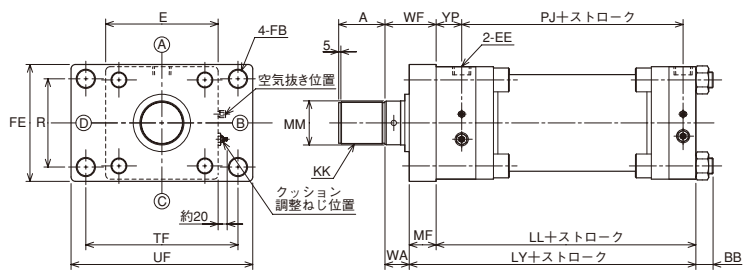 E
A
WF
YP
PJ+ストローク
4-FB
2-EE
5
Ⓐ
空気抜き位置
FE
R
Ⓓ
Ⓑ
MM
KK
クッション
調整ねじ位置
Ⓒ
約20
TF
UF
MF
WA
LL+ストローク
LY+ストローク
BB